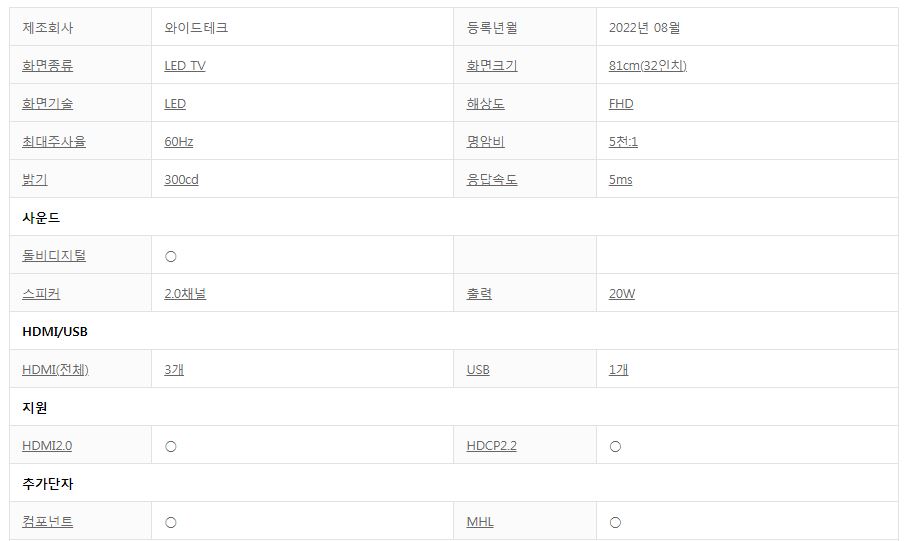 제조회사 와이드테크 등록년월 2022년 08월
화면종류 LED TV 화면크기 81cm(32인치)
화면기술 LED 해상도 FHD
최대주사율 60Hz 명암비 5천:1
밝기 300cd 응답속도 5ms
사운드
돌비디지털 ○
스피커 2.0채널 출력 20W
HDMI/USB
HDMI(전체) 3개 USB 1개
지원
HDMI2.0 ○ HDCP2.2 ○
추가단자
컴포넌트 ○ MHL ○